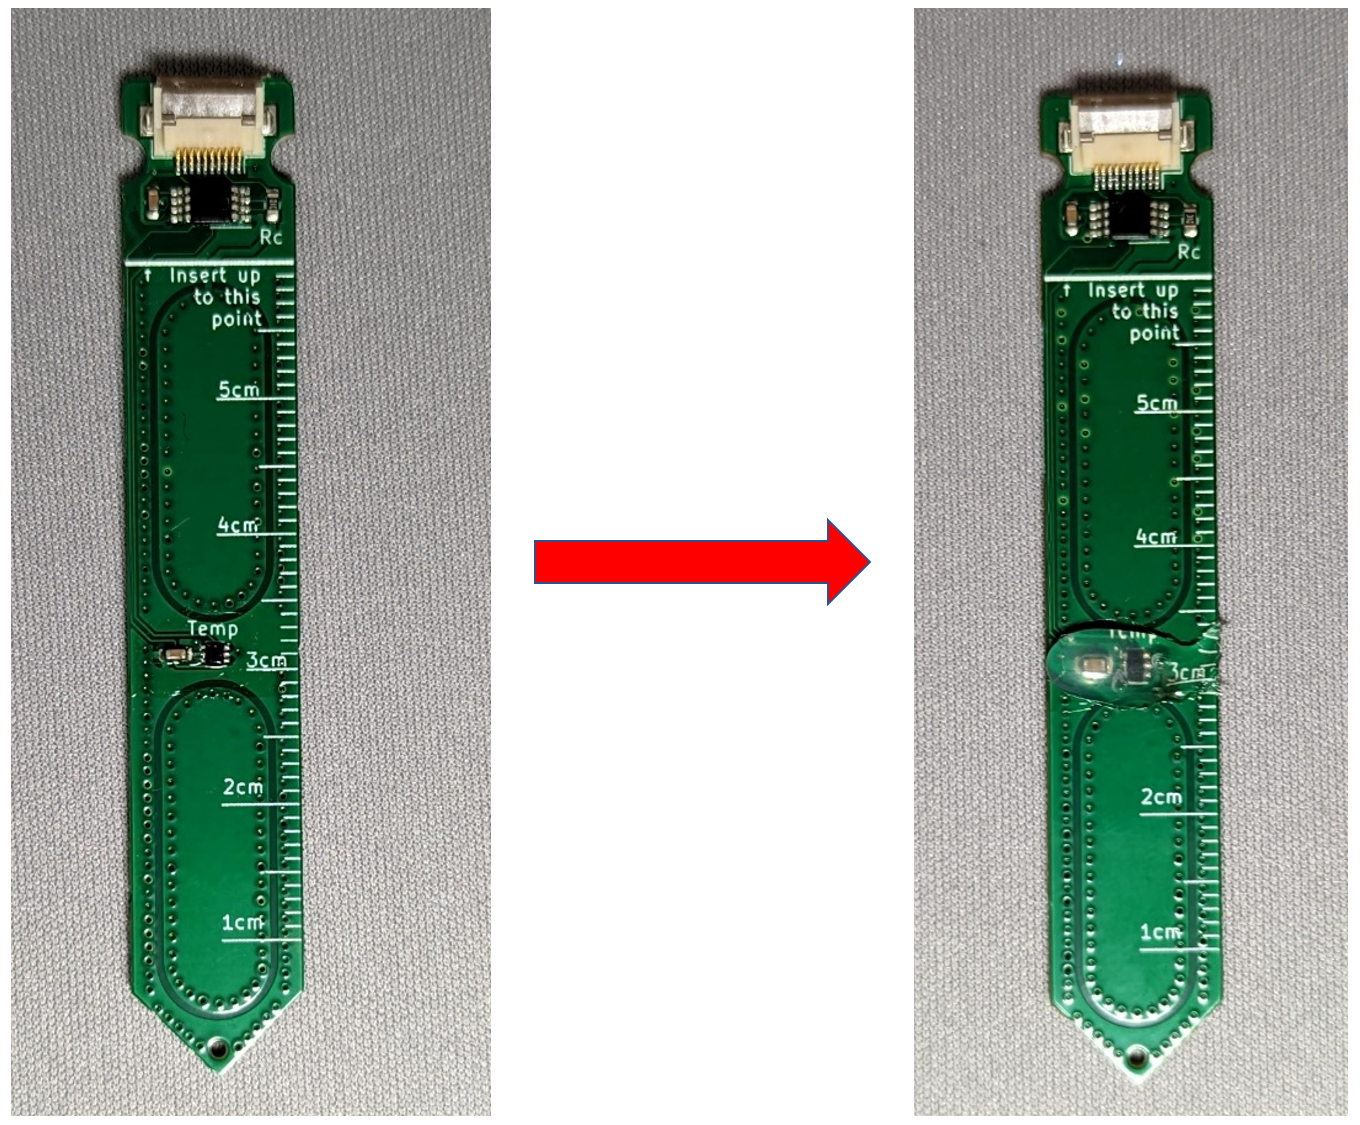 Rc
↑ Insert up
to this
point
5cm
4cm
Temp
3cm
2cm
1cm
Rc
↑ Insert up
to this
point
5cm
4cm
Temp
3cm
2cm
1cm